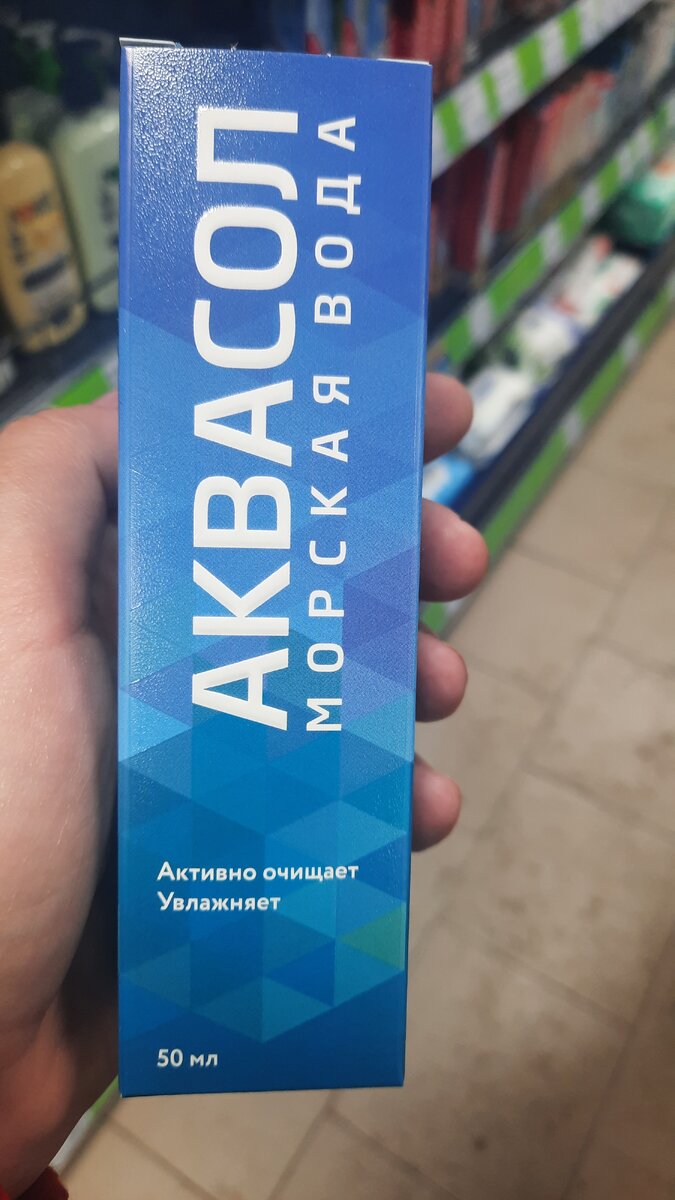 АКВАСОЛ
МОРСКАЯ ВОДА
Активно очищает
Увлажняет
50 мл